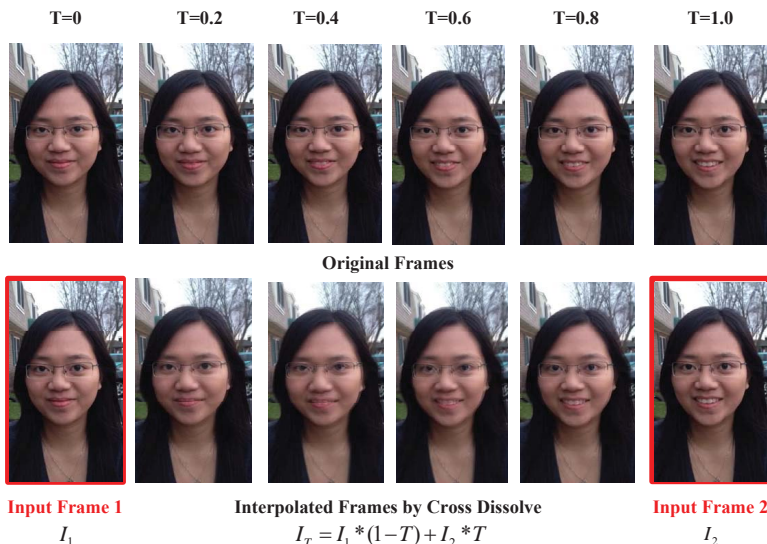 T=0 T=0.2 T=0.4 T=0.6 T=0.8 T=1.0
Original Frames
Input Frame 1 Interpolated Frames by Cross Dissolve Input Frame 2
I₁ I_T = I₁ *(1−T) + I₂ *T I₂